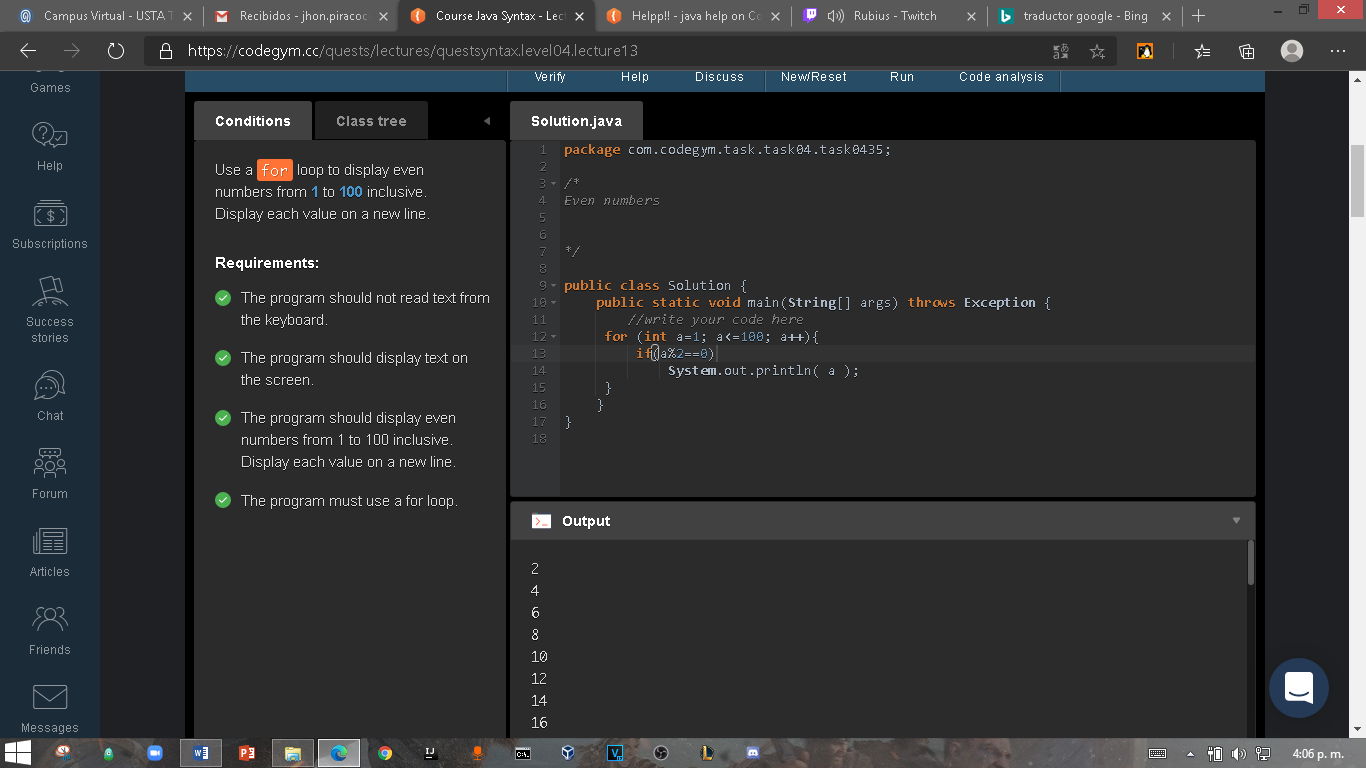 Campus Virtual - USTA T
Recibidos - jhon.piracoc
Course Java Syntax - Lec
Helpp!! - java help on Co
Rubius - Twitch
traductor google - Bing
https://codegym.cc/quests/lectures/questsyntax.level04.lecture13
Games
Help
Subscriptions
Success
stories
Chat
Forum
Articles
Friends
Messages
Verify Help Discuss New/Reset Run Code analysis
Conditions Class tree
Use a for loop to display even
numbers from 1 to 100 inclusive.
Display each value on a new line.
Requirements:
The program should not read text from
the keyboard.
The program should display text on
the screen.
The program should display even
numbers from 1 to 100 inclusive.
Display each value on a new line.
The program must use a for loop.
Solution.java
1 package com.codegym.task.task04.task0435;
2
3 /*
4 Even numbers
5
6
7 */
8
9 public class Solution {
10 public static void main(String[] args) throws Exception {
11 //write your code here
12 for (int a=1; a<=100; a++){
13 if(a%2==0)
14 System.out.println( a );
15 }
16 }
17 }
18
Output
2
4
6
8
10
12
14
16
4:06 p. m.